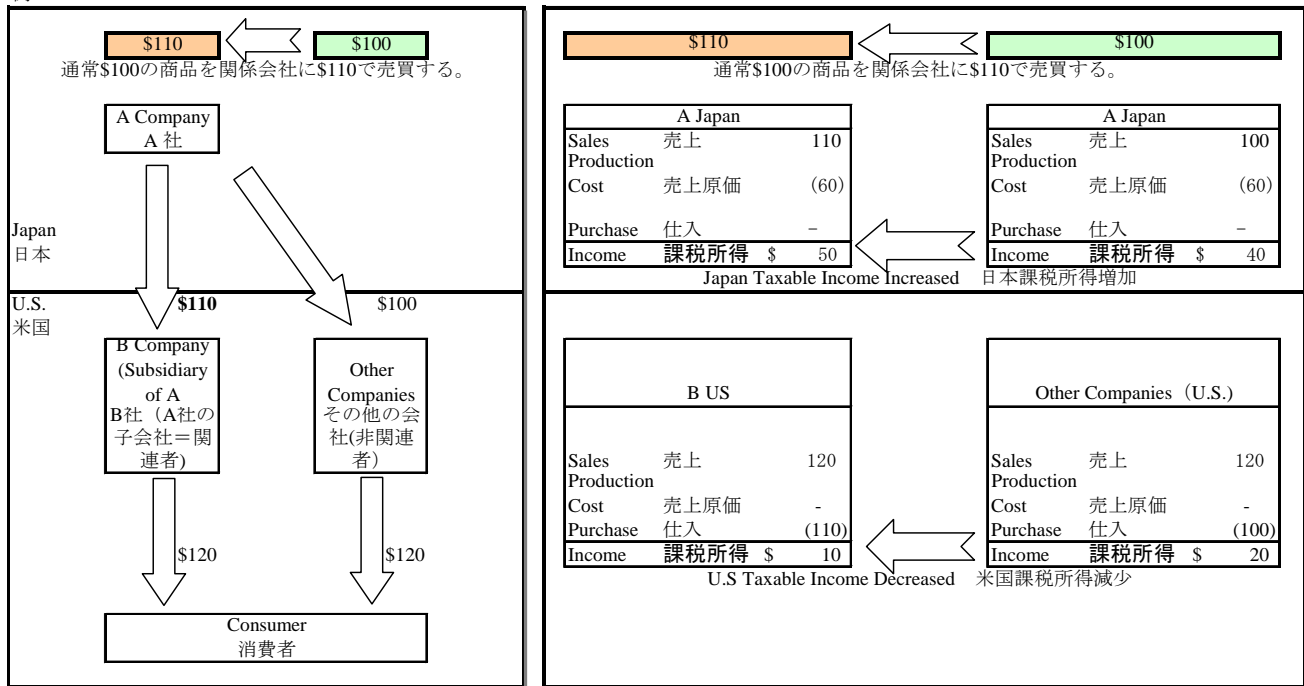 $110 $100
通常$100の商品を関係会社に$110で売買する。
A Company
A 社
Japan
日本
U.S.
米国
$110 $100
B Company
(Subsidiary
of A
B社（A社の
子会社＝関
連者)
Other
Companies
その他の会
社(非関連
者）
$120 $120
Consumer
消費者
$110 $100
通常$100の商品を関係会社に$110で売買する。
A Japan
Sales 売上 110
Production
Cost 売上原価 (60)
Purchase 仕入 -
Income 課税所得 $ 50
A Japan
Sales 売上 100
Production
Cost 売上原価 (60)
Purchase 仕入 -
Income 課税所得 $ 40
Japan Taxable Income Increased 日本課税所得増加
B US
Sales 売上 120
Production
Cost 売上原価 -
Purchase 仕入 (110)
Income 課税所得 $ 10
Other Companies（U.S.)
Sales 売上 120
Production
Cost 売上原価 -
Purchase 仕入 (100)
Income 課税所得 $ 20
U.S Taxable Income Decreased 米国課税所得減少